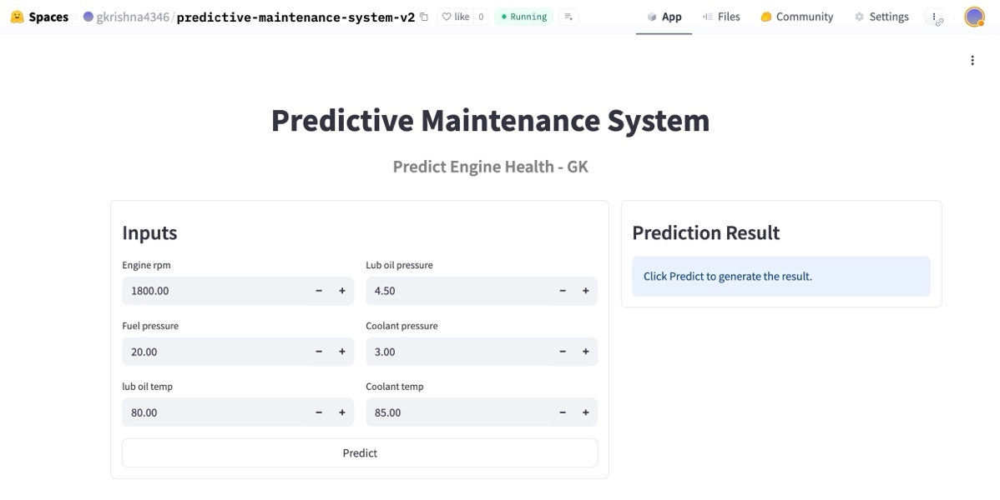 Spaces gkrishna4346/predictive-maintenance-system-v2 like 0 Running App Files Community Settings
Predictive Maintenance System
Predict Engine Health - GK
Inputs
Engine rpm Lub oil pressure
1800.00 − + 4.50 − +
Fuel pressure Coolant pressure
20.00 − + 3.00 − +
lub oil temp Coolant temp
80.00 − + 85.00 − +
Predict
Prediction Result
Click Predict to generate the result.